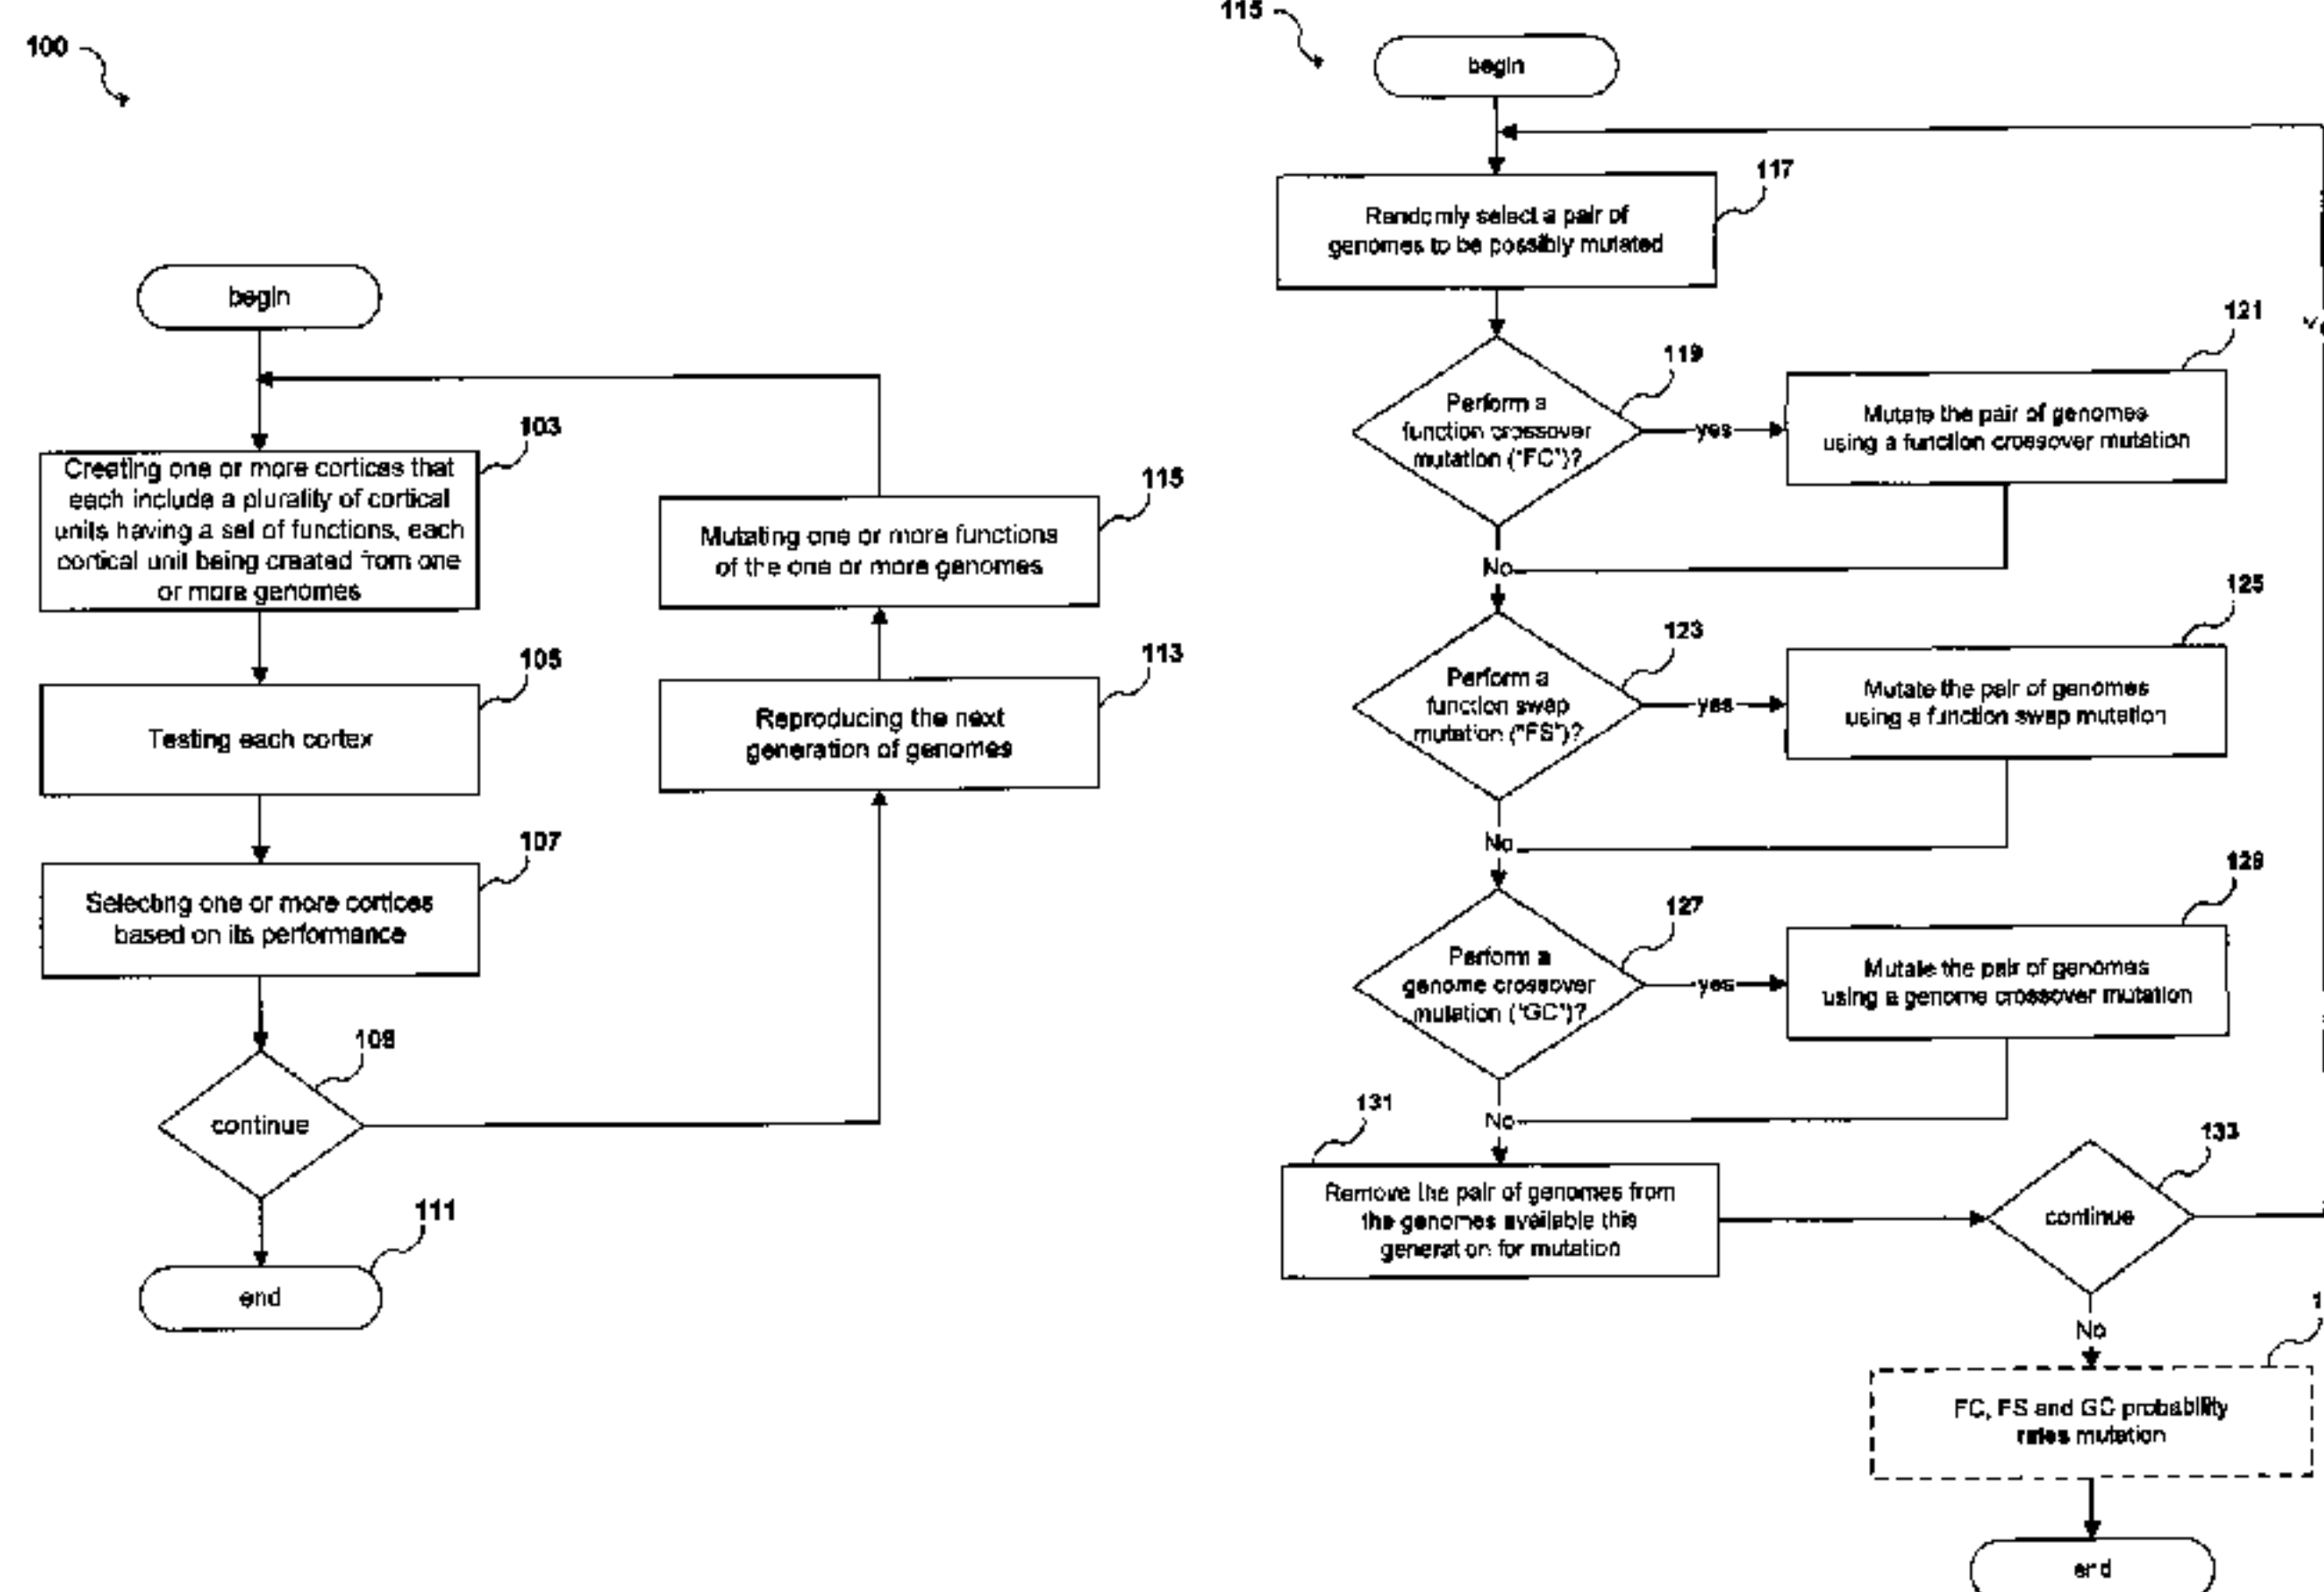 100
begin
103
Creating one or more cortices that
each include a plurality of cortical
units having a set of functions, each
cortical unit being created from one
or more genomes
105
Testing each cortex
107
Selecting one or more cortices
based on its performance
109
continue
111
end
115
Mutating one or more functions
of the one or more genomes
113
Reproducing the next
generation of genomes
115
begin
117
Randomly select a pair of
genomes to be possibly mutated
119
Perform a
function crossover
mutation ("FC")?
yes
121
Mutate the pair of genomes
using a function crossover mutation
No
123
Perform a
function swap
mutation ("FS")?
yes
125
Mutate the pair of genomes
using a function swap mutation
No
127
Perform a
genome crossover
mutation ("GC")?
yes
129
Mutate the pair of genomes
using a genome crossover mutation
No
131
Remove the pair of genomes from
the genomes available this
generation for mutation
133
continue
No
FC, FS and GC probability
rates mutation
end